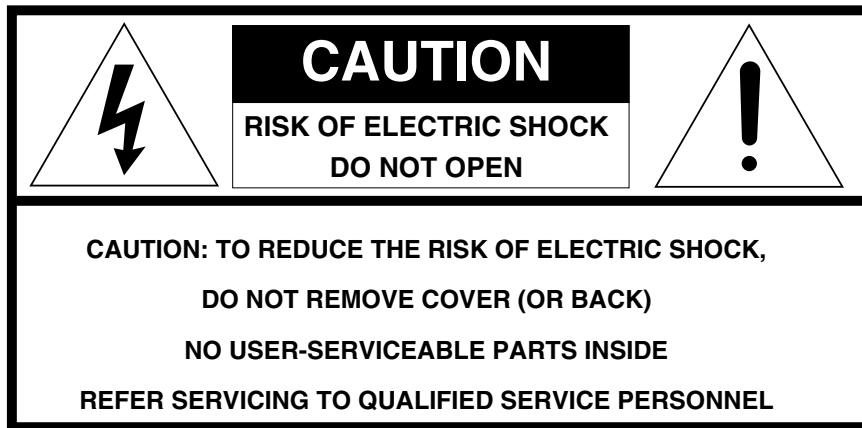 CAUTION
RISK OF ELECTRIC SHOCK
DO NOT OPEN
CAUTION: TO REDUCE THE RISK OF ELECTRIC SHOCK,
DO NOT REMOVE COVER (OR BACK)
NO USER-SERVICEABLE PARTS INSIDE
REFER SERVICING TO QUALIFIED SERVICE PERSONNEL